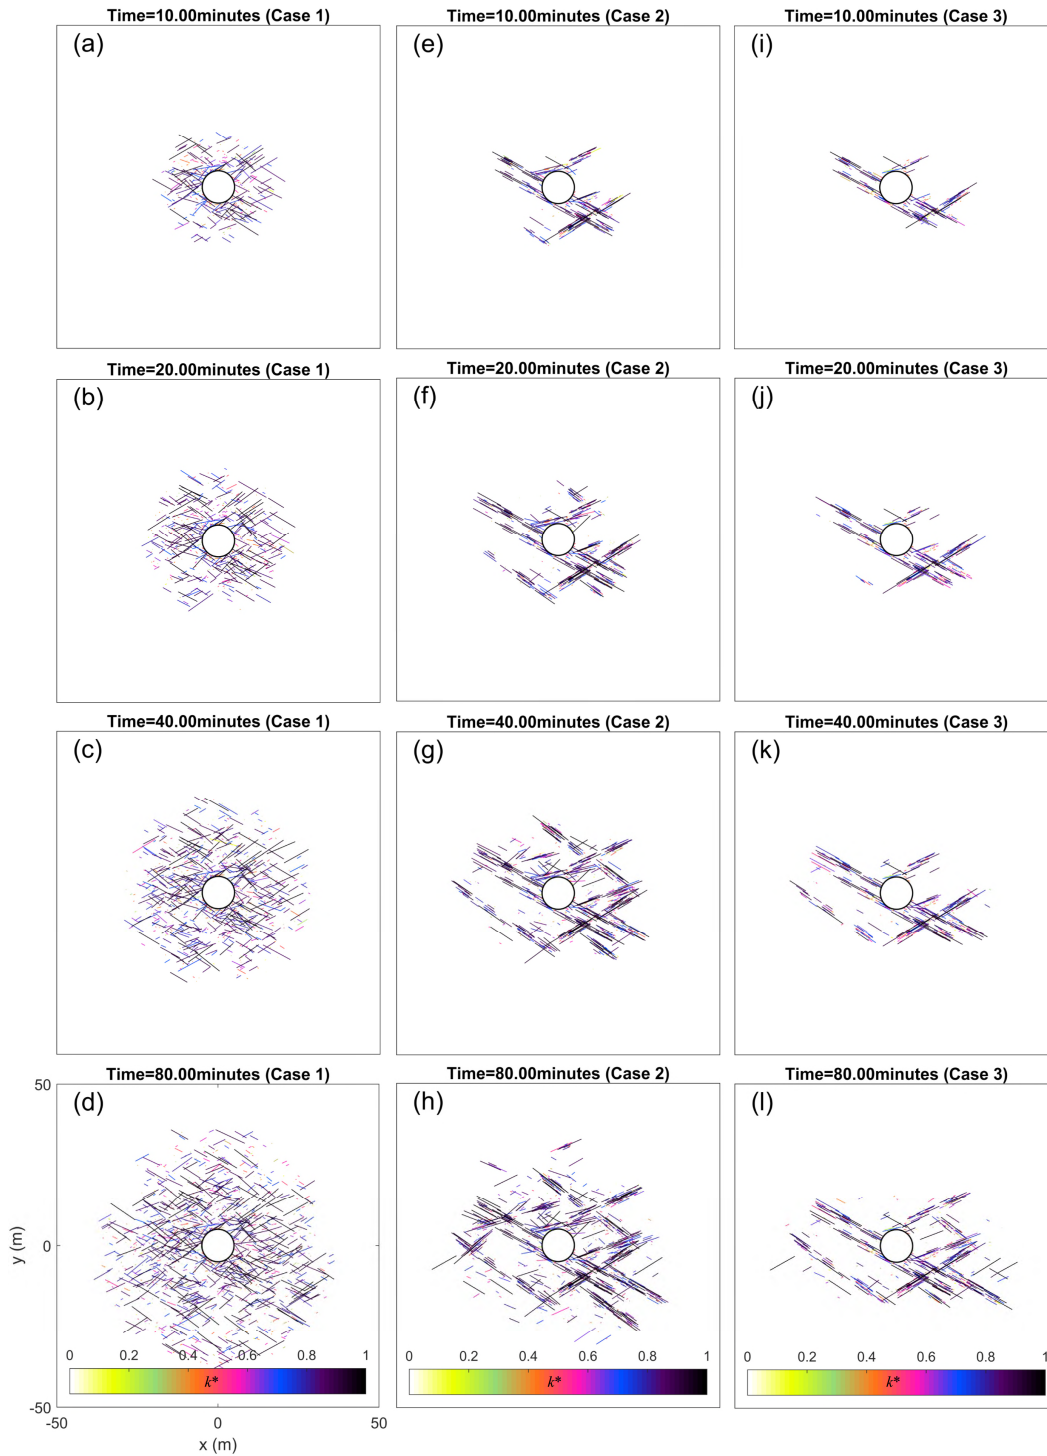 Time=10.00minutes (Case 1)
Time=10.00minutes (Case 2)
Time=10.00minutes (Case 3)
(a)
(e)
(i)
Time=20.00minutes (Case 1)
Time=20.00minutes (Case 2)
Time=20.00minutes (Case 3)
(b)
(f)
(j)
Time=40.00minutes (Case 1)
Time=40.00minutes (Case 2)
Time=40.00minutes (Case 3)
(c)
(g)
(k)
Time=80.00minutes (Case 1)
Time=80.00minutes (Case 2)
Time=80.00minutes (Case 3)
50
(d)
(h)
(l)
y (m)
0
0 0.2 0.4 0.6 0.8 1
0 0.2 0.4 0.6 0.8 1
0 0.2 0.4 0.6 0.8 1
k*
k*
k*
-50
-50 0 50
x (m)